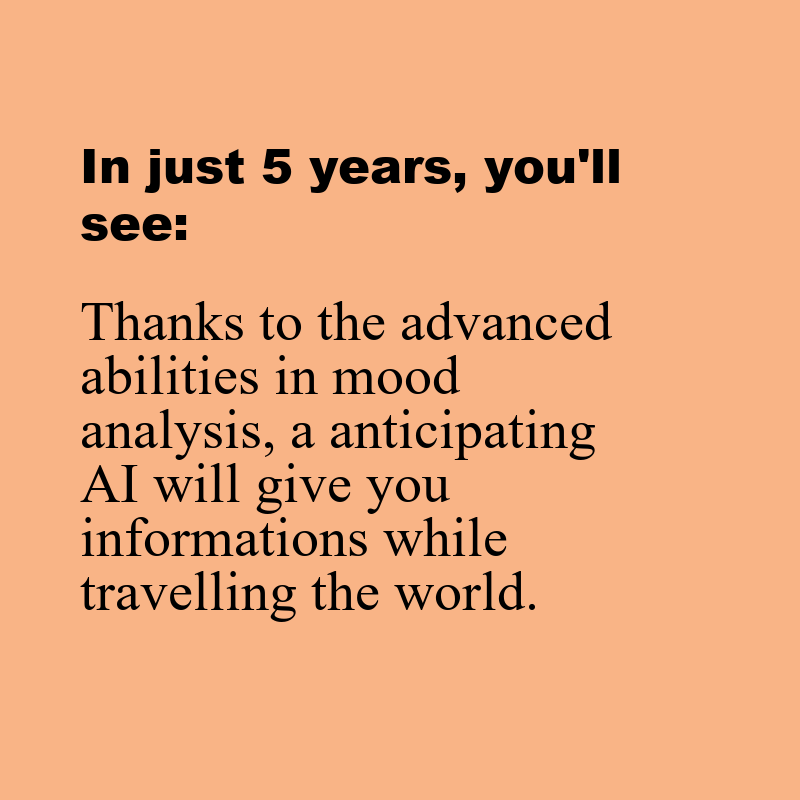 In just 5 years, you'll
see:
Thanks to the advanced
abilities in mood
analysis, a anticipating
AI will give you
informations while
travelling the world.